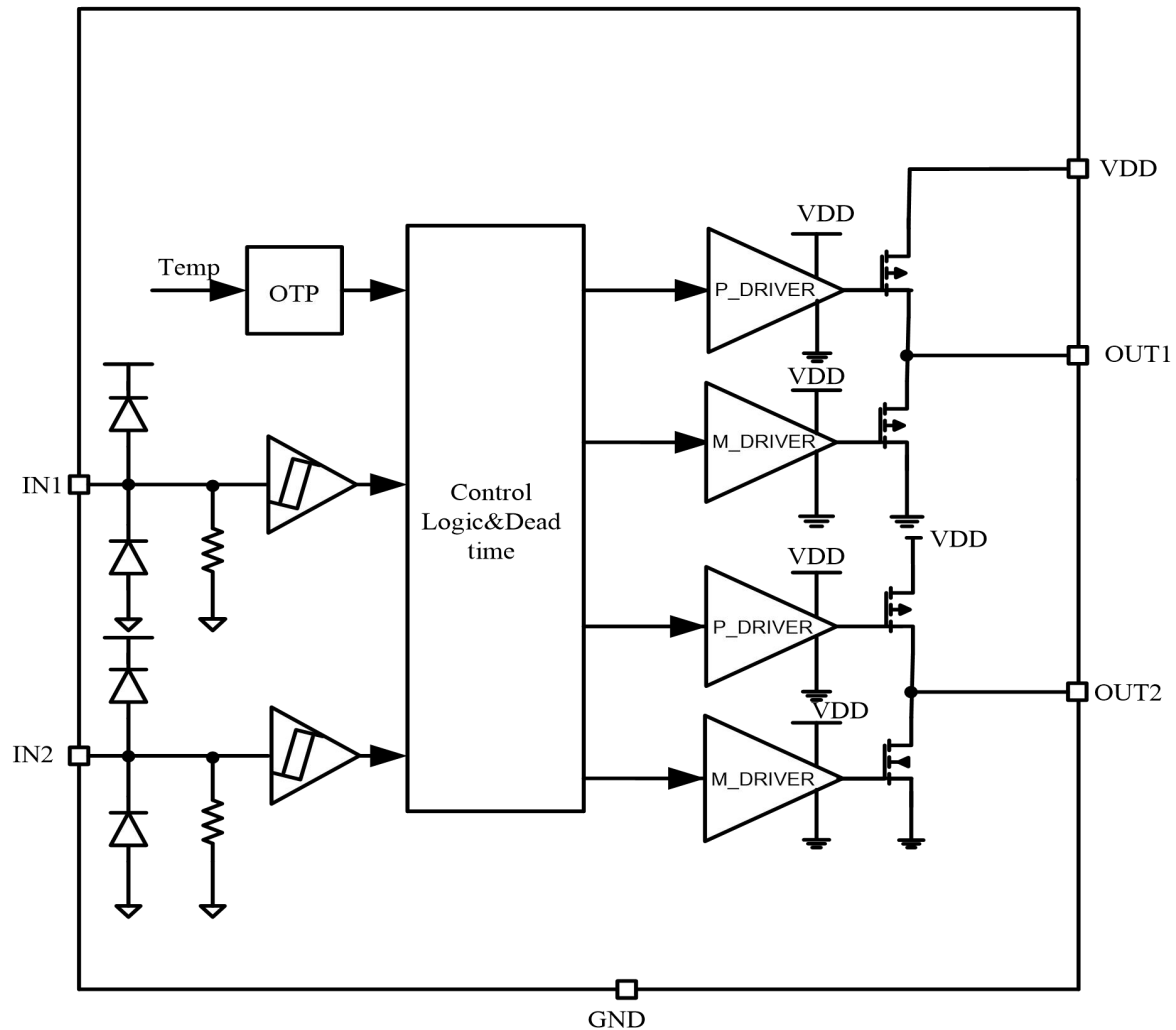 VDD
VDD
P_DRIVER
Temp
OTP
OUT1
VDD
M_DRIVER
IN1
Control
Logic&Dead
time
VDD
VDD
P_DRIVER
OUT2
VDD
IN2
M_DRIVER
GND